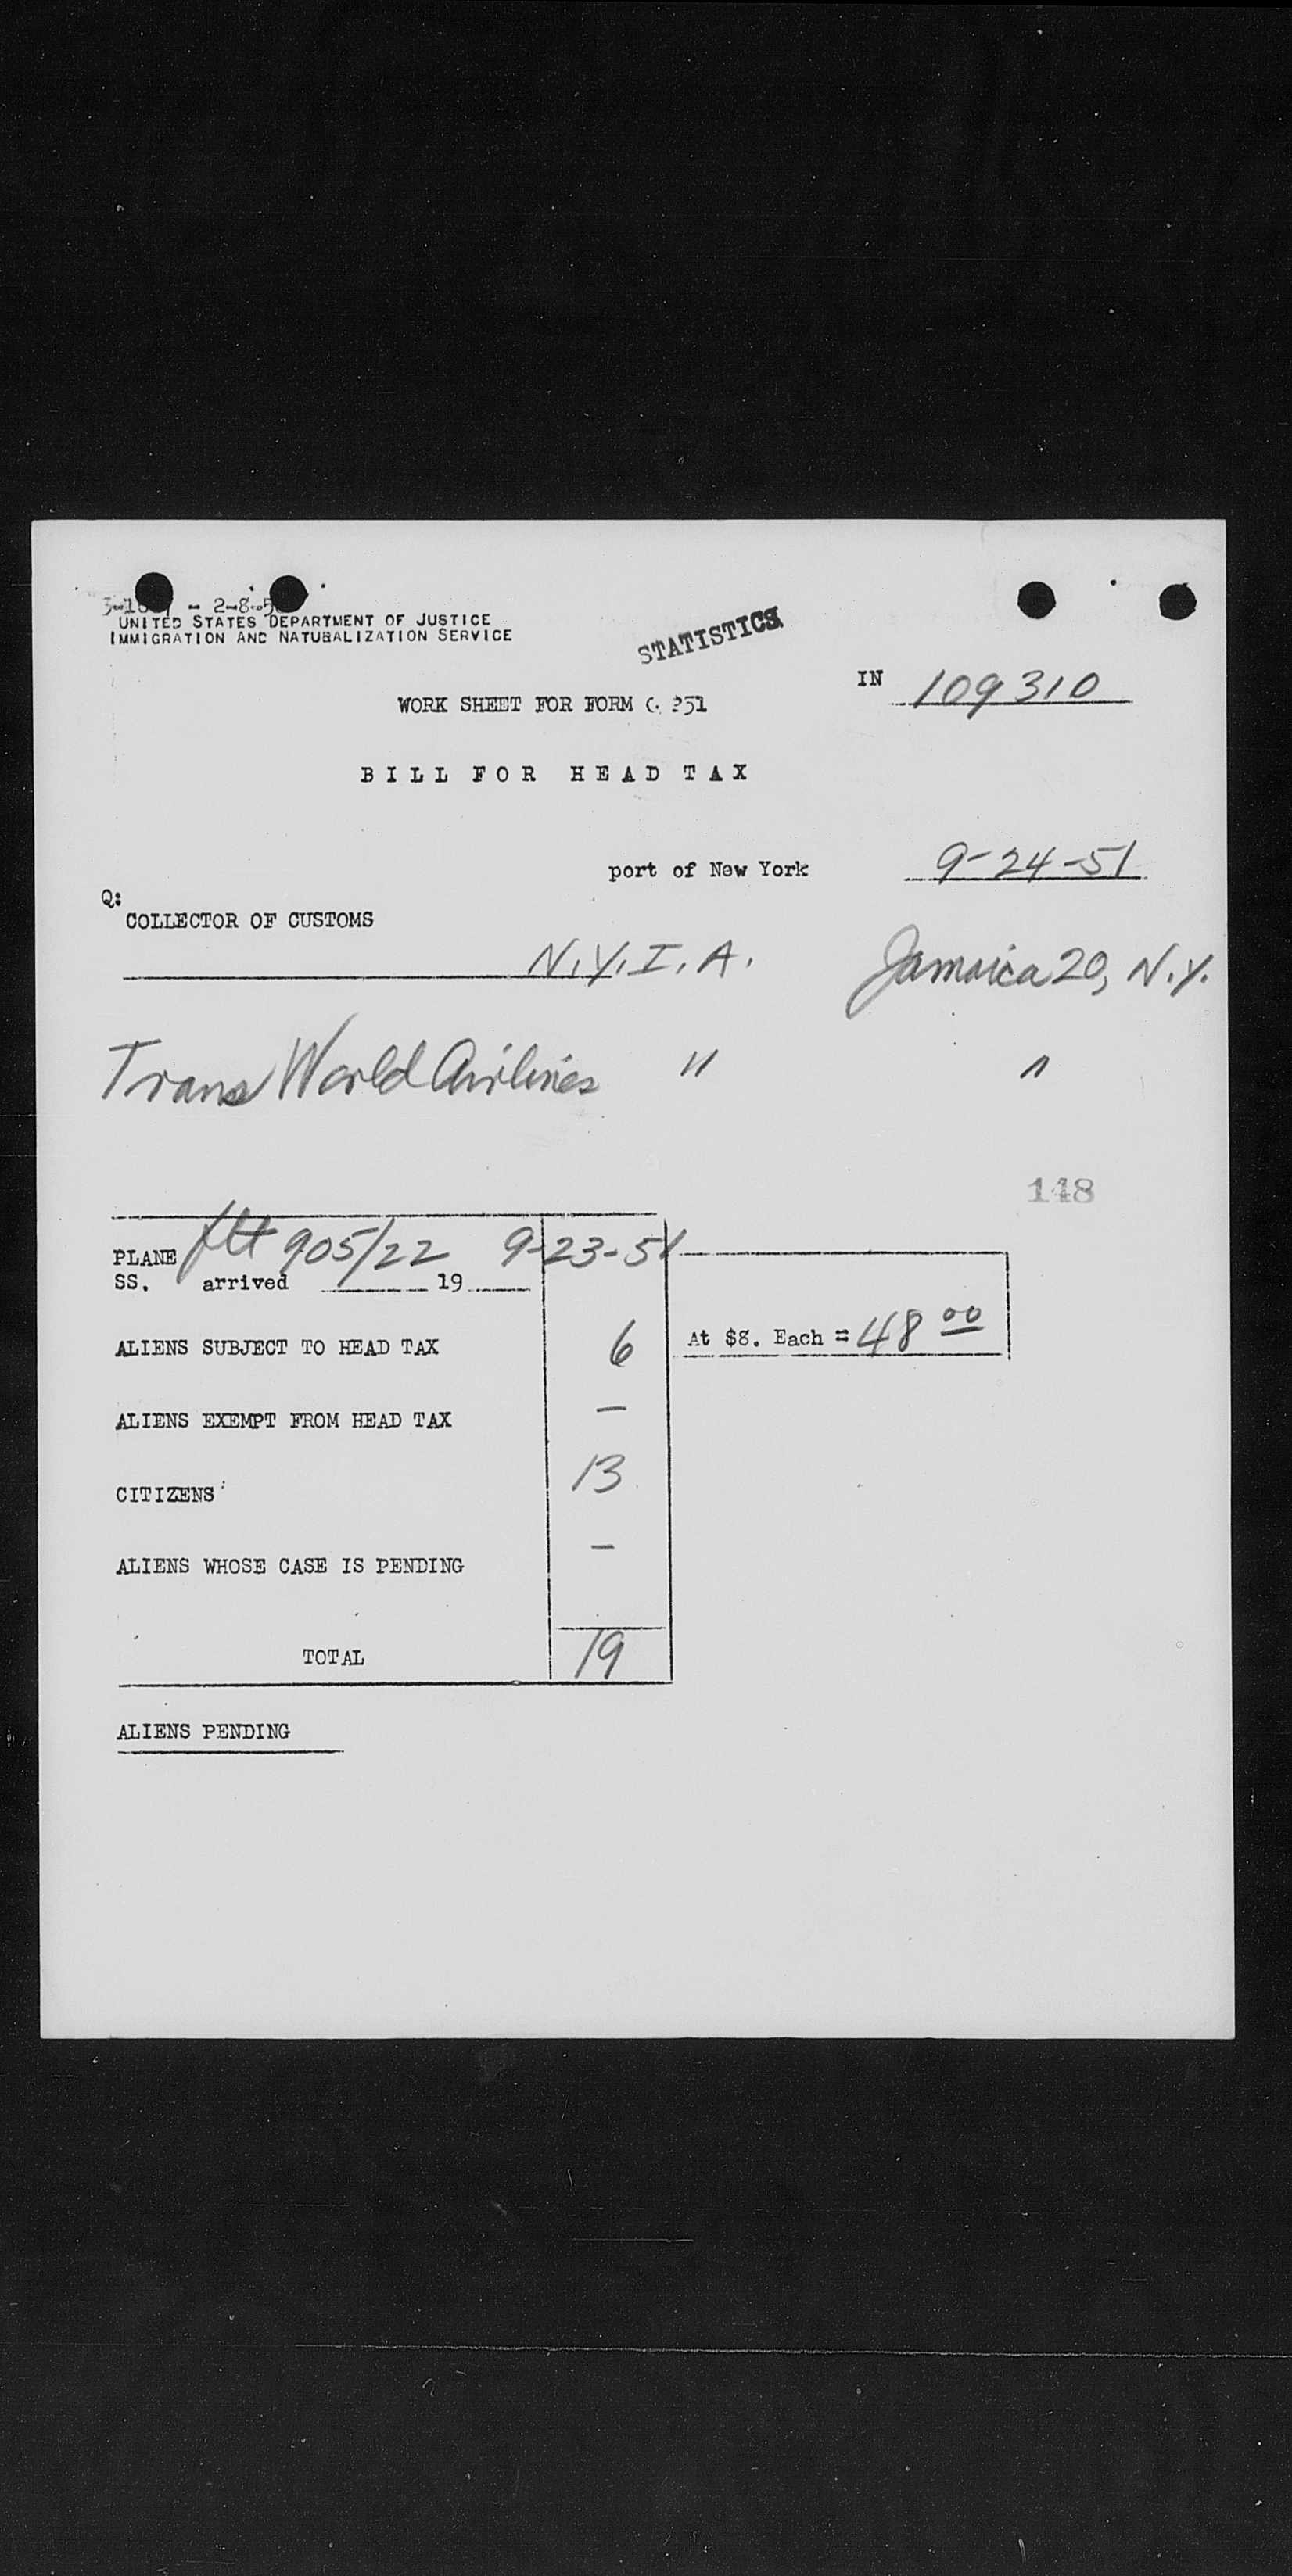 - 2-8-5
UNITED STATES DEPARTMENT OF JUSTICE
IMMIGRATION AND NATURALIZATION SERVICE
STATISTICS
IN 109310
WORK SHEET FOR FORM
BILL FOR HEAD TAX
port of New York 9-24-51
Q:
COLLECTOR OF CUSTOMS
N.Y.I.A. Jamaica 20, N.Y.
Trans World Airlines " "
148
PLANE flt 905/22 9-23-51
SS. arrived 19
ALIENS SUBJECT TO HEAD TAX 6 At $8. Each = 48 00
ALIENS EXEMPT FROM HEAD TAX —
CITIZENS 13
ALIENS WHOSE CASE IS PENDING —
TOTAL 19
ALIENS PENDING